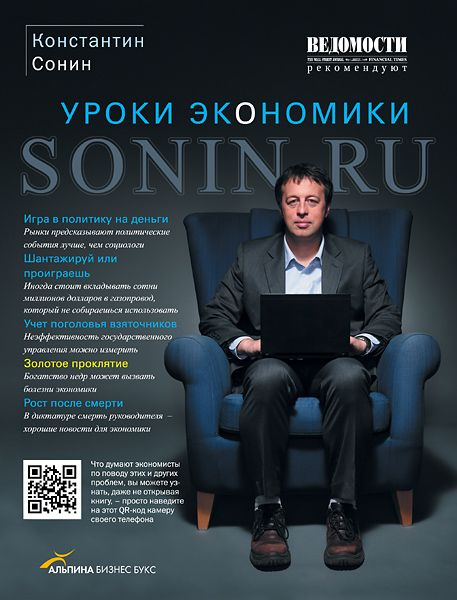 Константин
Сонин
ВЕДОМОСТИ
THE WALL STREET JOURNAL FINANCIAL TIMES
рекомендуют
УРОКИ ЭКОНОМИКИ
SONIN.RU
Игра в политику на деньги
Рынки предсказывают политические
события лучше, чем социологи
Шантажируй или
проиграешь
Иногда стоит вкладывать сотни
миллионов долларов в газопровод,
который не собираешься использовать
Учет поголовья взяточников
Неэффективность государственного
управления можно измерить
Золотое проклятие
Богатство недр может вызвать
болезни экономики
Рост после смерти
В диктатуре смерть руководителя –
хорошие новости для экономики
Что думают экономисты
по поводу этих и других
проблем, вы можете уз-
нать, даже не открывая
книгу, – просто наведите
на этот QR-код камеру
своего телефона
АЛЬПИНА БИЗНЕС БУКС